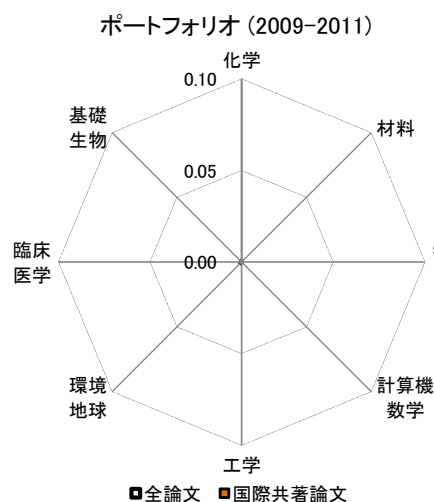 ポートフォリオ (2009-2011)
化学
0.10
基礎
生物
材料
0.05
臨床
医学
0.00
環境
地球
計算機
数学
工学
全論文 国際共著論文